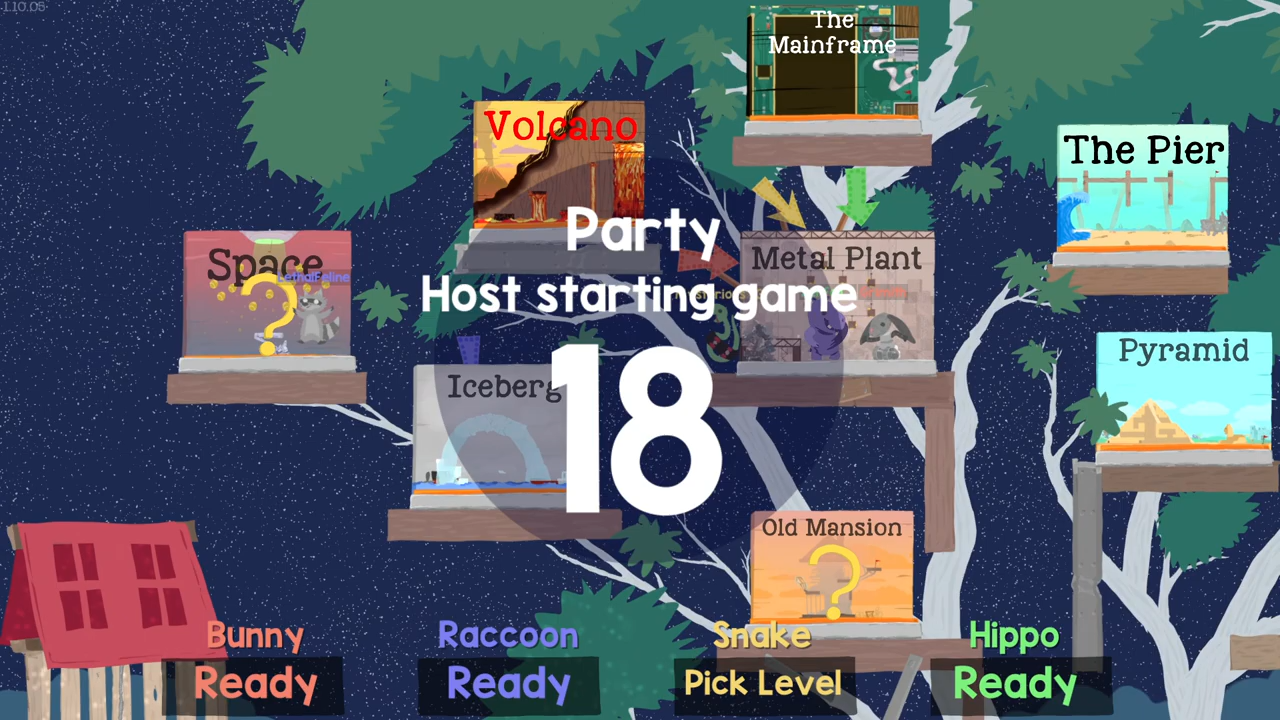 1.10.05
The
Mainframe
Volcano
The Pier
Space
LethalFeline
Party
Metal Plant
Host starting game
Pyramid
Iceberg
18
Old Mansion
Bunny
Raccoon
Snake
Hippo
Ready
Ready
Pick Level
Ready